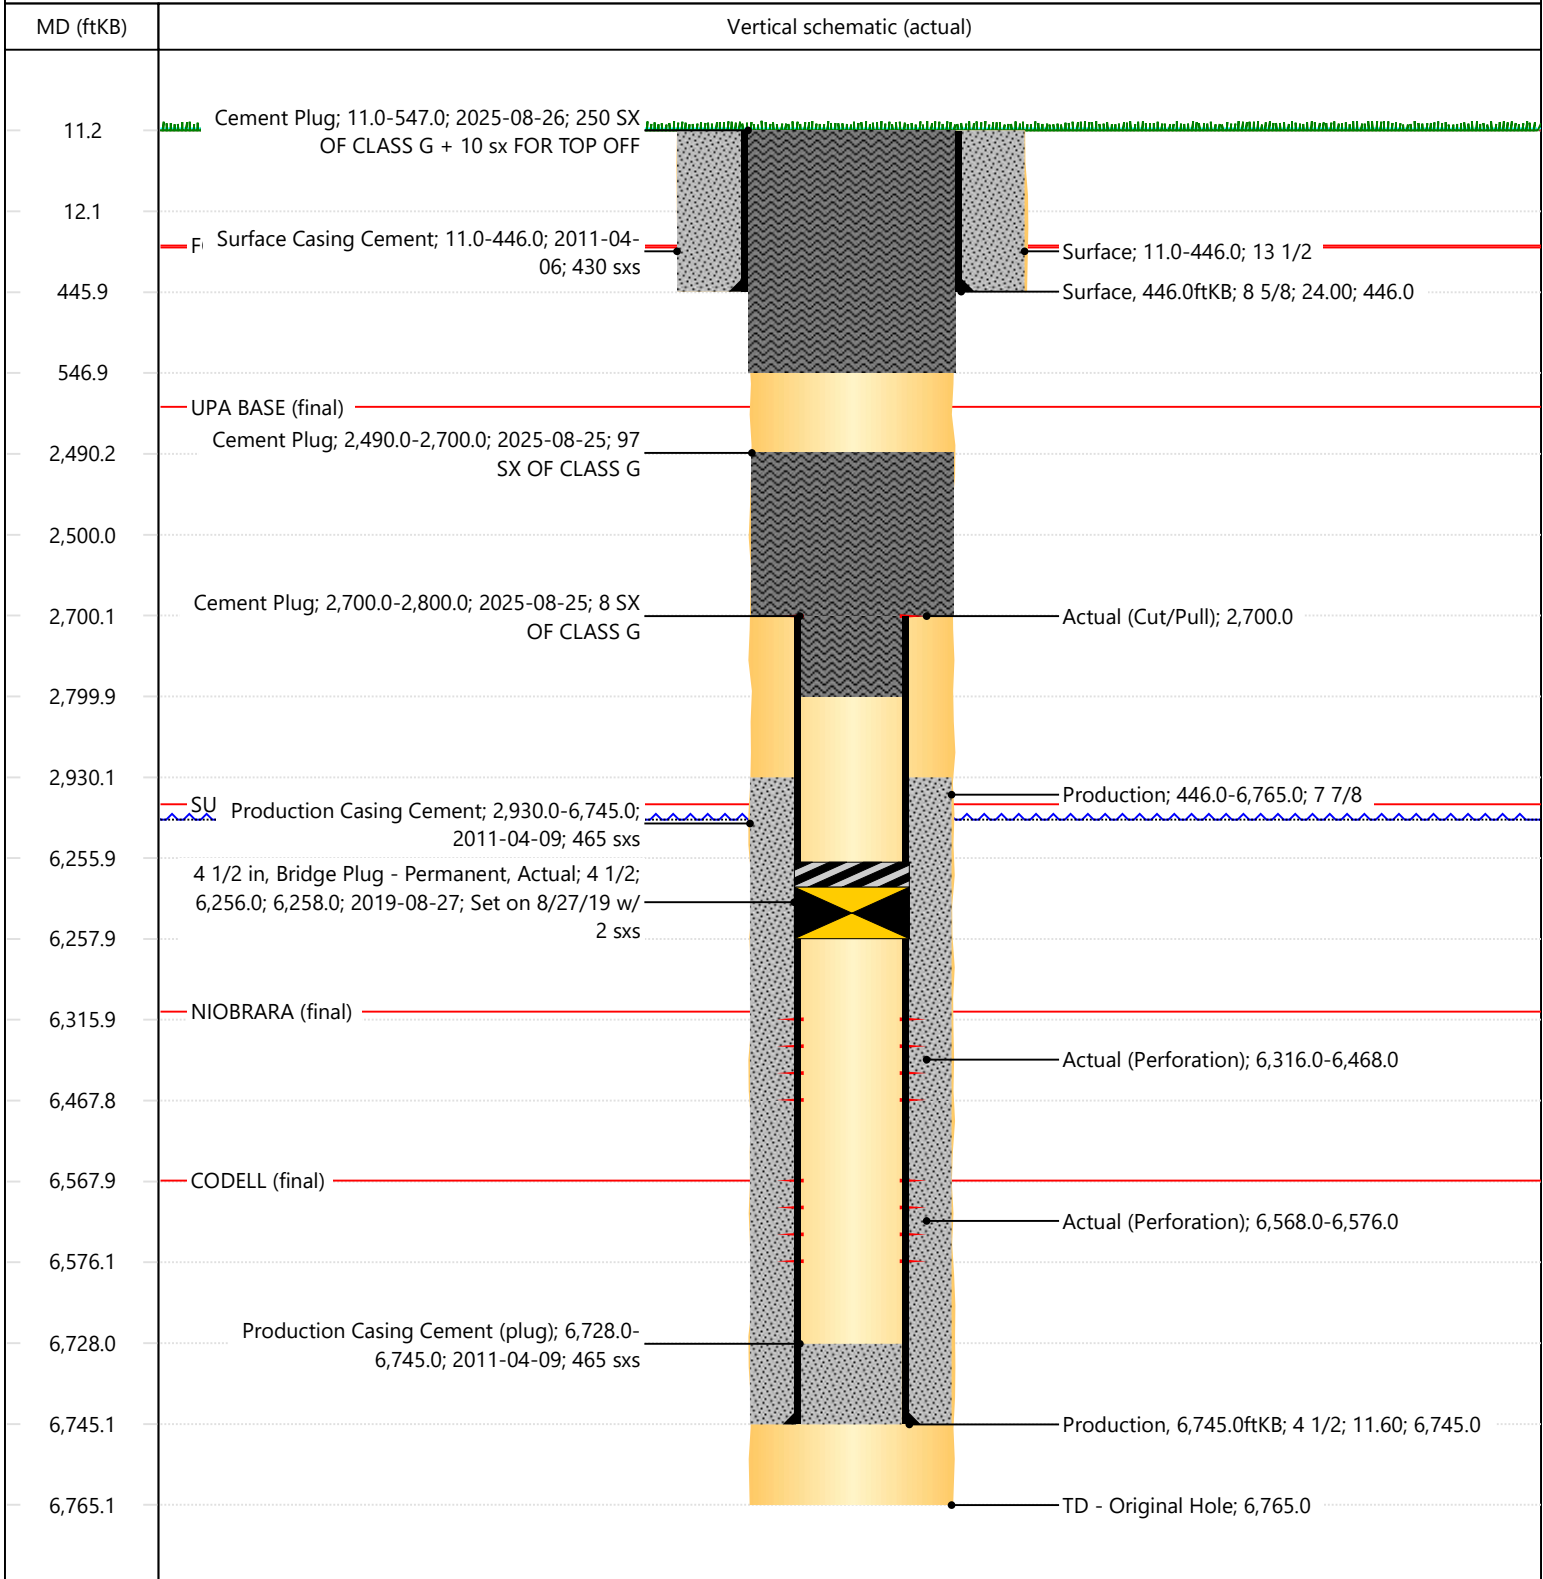 MD (ftKB)
Vertical schematic (actual)
11.2
Cement Plug; 11.0-547.0; 2025-08-26; 250 SX
OF CLASS G + 10 sx FOR TOP OFF
12.1
Surface Casing Cement; 11.0-446.0; 2011-04-
06; 430 sxs
Surface; 11.0-446.0; 13 1/2
445.9
Surface, 446.0ftKB; 8 5/8; 24.00; 446.0
546.9
UPA BASE (final)
Cement Plug; 2,490.0-2,700.0; 2025-08-25; 97
SX OF CLASS G
2,490.2
2,500.0
Cement Plug; 2,700.0-2,800.0; 2025-08-25; 8 SX
OF CLASS G
2,700.1
Actual (Cut/Pull); 2,700.0
2,799.9
2,930.1
Production; 446.0-6,765.0; 7 7/8
SU
Production Casing Cement; 2,930.0-6,745.0;
2011-04-09; 465 sxs
6,255.9
4 1/2 in, Bridge Plug - Permanent, Actual; 4 1/2;
6,256.0; 6,258.0; 2019-08-27; Set on 8/27/19 w/
2 sxs
6,257.9
NIOBRARA (final)
6,315.9
Actual (Perforation); 6,316.0-6,468.0
6,467.8
6,567.9
CODELL (final)
Actual (Perforation); 6,568.0-6,576.0
6,576.1
Production Casing Cement (plug); 6,728.0-
6,745.0; 2011-04-09; 465 sxs
6,728.0
6,745.1
Production, 6,745.0ftKB; 4 1/2; 11.60; 6,745.0
6,765.1
TD - Original Hole; 6,765.0